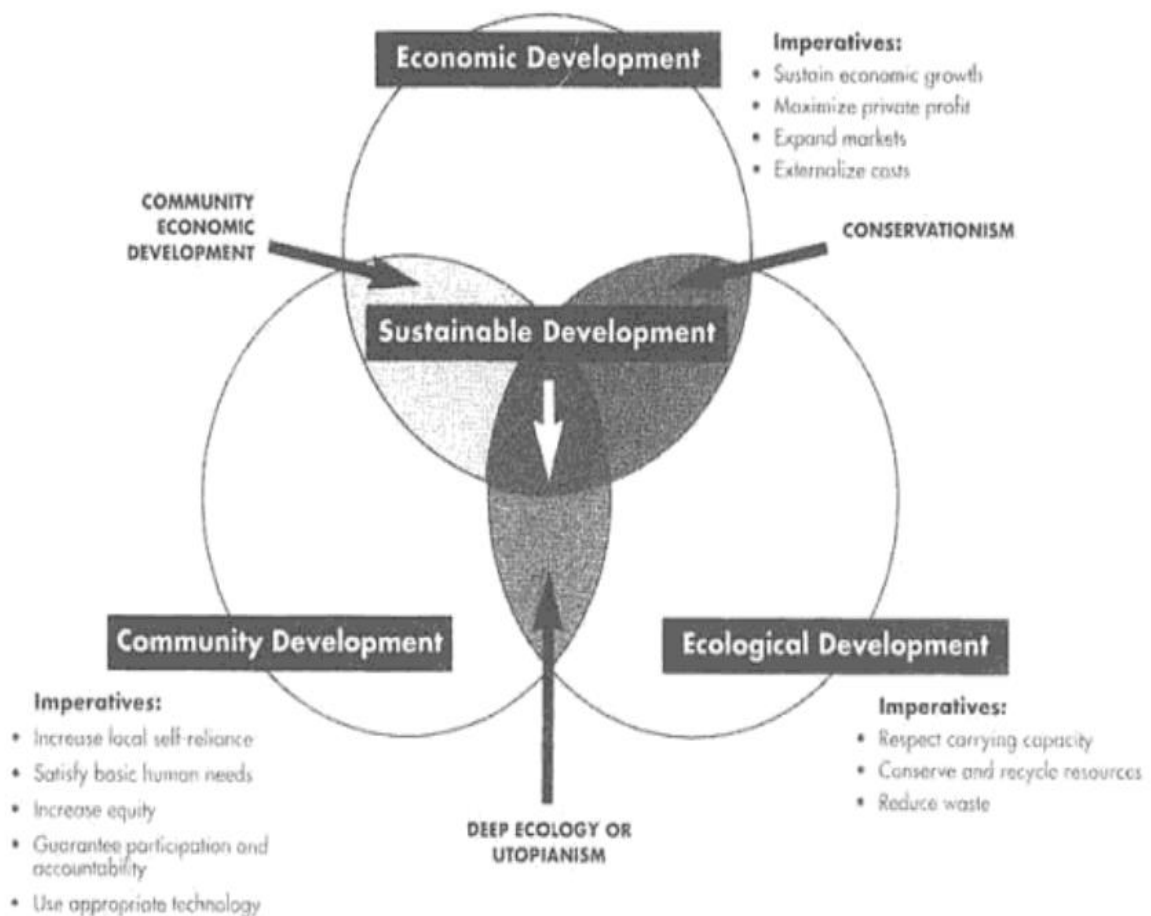 Economic Development
Imperatives:
• Sustain economic growth
• Maximize private profit
• Expand markets
• Externalize costs
COMMUNITY
ECONOMIC
DEVELOPMENT
CONSERVATIONISM
Sustainable Development
Community Development
Ecological Development
Imperatives:
• Increase local self-reliance
• Satisfy basic human needs
• Increase equity
• Guarantee participation and
accountability
• Use appropriate technology
Imperatives:
• Respect carrying capacity
• Conserve and recycle resources
• Reduce waste
DEEP ECOLOGY OR
UTOPIANISM